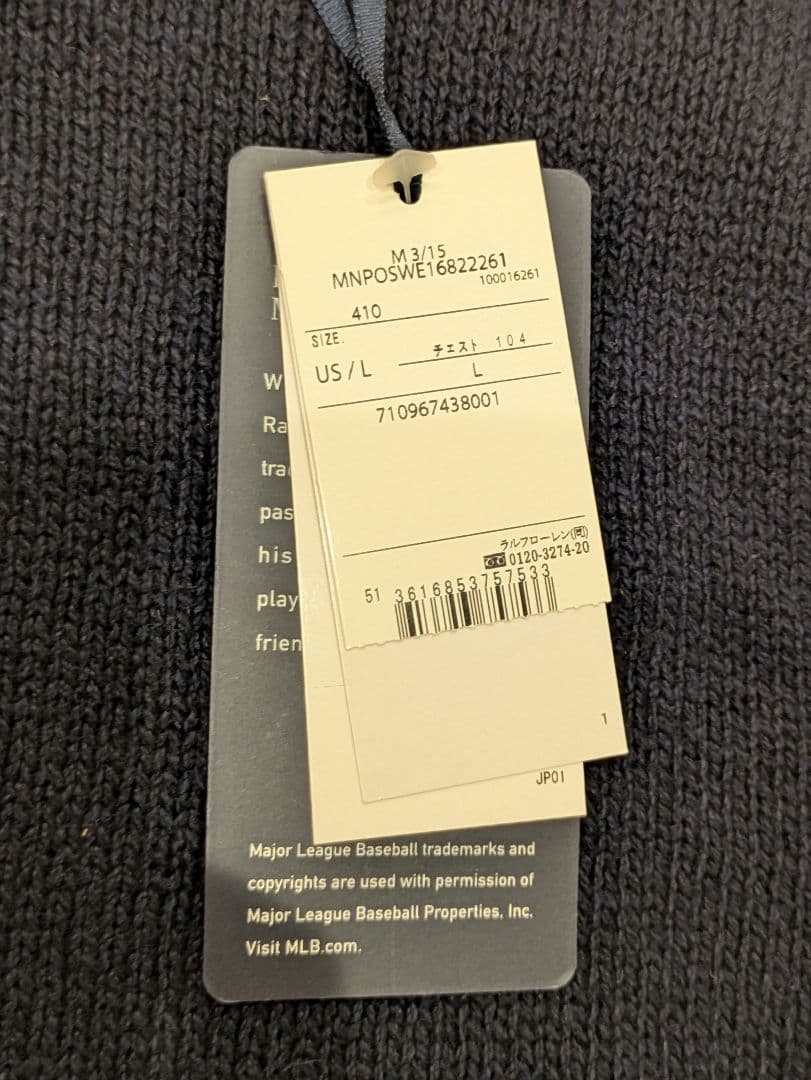 M 3/15
MNPOSWE16822261
100016261
410
SIZE.
US / L
チェスト 104
L
710967438001
ラルフローレン(同)
0120-3274-20
51 3616853757533
1
JP01
W
Ra
tra
pas
his
play
frien
Major League Baseball trademarks and
copyrights are used with permission of
Major League Baseball Properties, Inc.
Visit MLB.com.